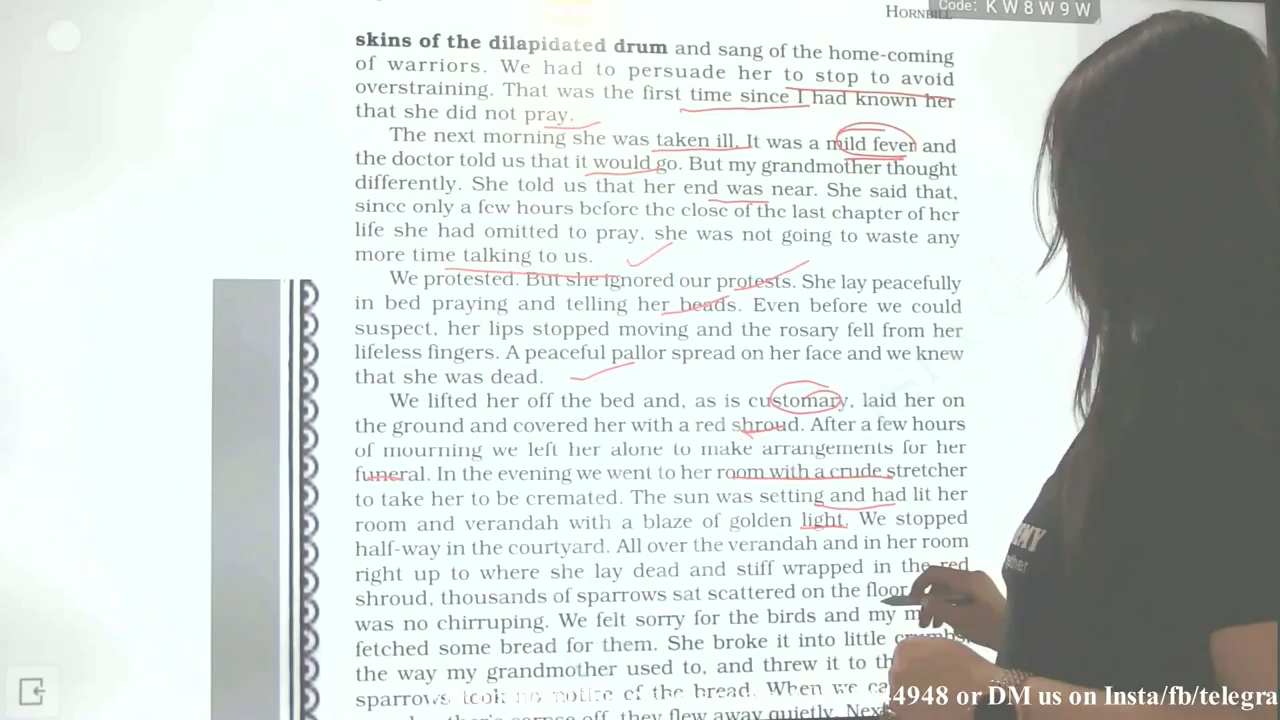 Code: KW8W9W
HORNBILL
skins of the dilapidated drum and sang of the home-coming
of warriors. We had to persuade her to stop to avoid
overstraining. That was the first time since I had known her
that she did not pray.
The next morning she was taken ill. It was a mild fever and
the doctor told us that it would go. But my grandmother thought
differently. She told us that her end was near. She said that,
since only a few hours before the close of the last chapter of her
life she had omitted to pray, she was not going to waste any
more time talking to us.
We protested. But she ignored our protests. She lay peacefully
in bed praying and telling her beads. Even before we could
suspect, her lips stopped moving and the rosary fell from her
lifeless fingers. A peaceful pallor spread on her face and we knew
that she was dead.
We lifted her off the bed and, as is customary, laid her on
the ground and covered her with a red shroud. After a few hours
of mourning we left her alone to make arrangements for her
funeral. In the evening we went to her room with a crude stretcher
to take her to be cremated. The sun was setting and had lit her
room and verandah with a blaze of golden light. We stopped
half-way in the courtyard. All over the verandah and in her room
right up to where she lay dead and stiff wrapped in the red
shroud, thousands of sparrows sat scattered on the floor
was no chirruping. We felt sorry for the birds and my
fetched some bread for them. She broke it into little crumbs,
the way my grandmother used to, and threw it to
sparrows took no notice of the bread. When we
corpse off, they flew away quietly.
4948 or DM us on Insta/fb/telegra